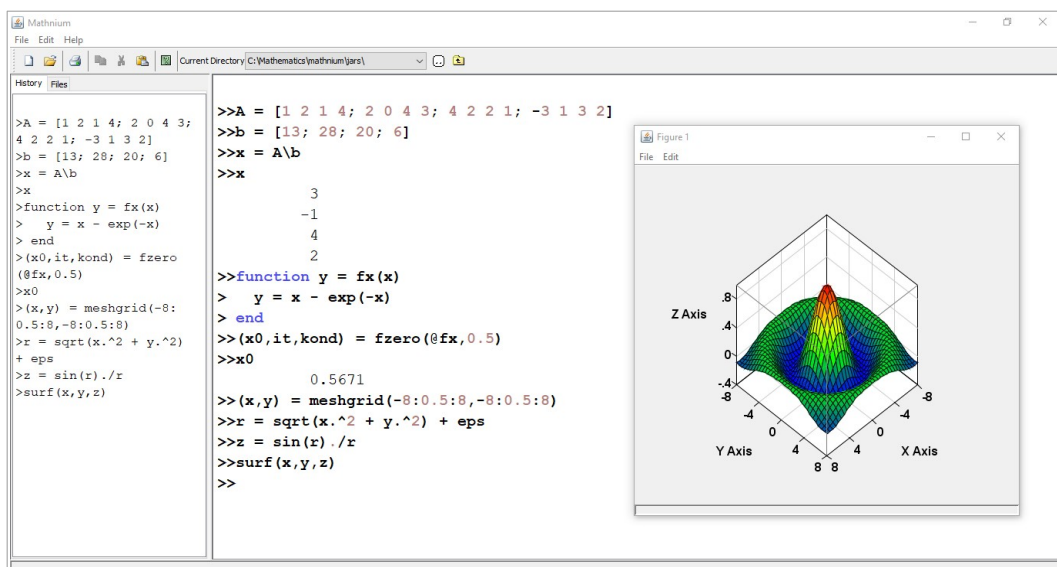 Mathnium
File Edit Help
Current Directory C:\Mathematics\mathnium\jars\
History Files
>A = [1 2 1 4; 2 0 4 3;
4 2 2 1; -3 1 3 2]
>b = [13; 28; 20; 6]
>x = A\b
>x
>function y = fx(x)
>   y = x - exp(-x)
> end
>(x0,it,kond) = fzero
(@fx,0.5)
>x0
>(x,y) = meshgrid(-8:
0.5:8,-8:0.5:8)
>r = sqrt(x.^2 + y.^2)
+ eps
>z = sin(r)./r
>surf(x,y,z)
>>A = [1 2 1 4; 2 0 4 3; 4 2 2 1; -3 1 3 2]
>>b = [13; 28; 20; 6]
>>x = A\b
>>x
3
-1
4
2
>>function y = fx(x)
>   y = x - exp(-x)
> end
>>(x0,it,kond) = fzero(@fx,0.5)
>>x0
0.5671
>>(x,y) = meshgrid(-8:0.5:8,-8:0.5:8)
>>r = sqrt(x.^2 + y.^2) + eps
>>z = sin(r)./r
>>surf(x,y,z)
>>
Figure 1
File Edit
.8
Z Axis
.4
0
-.4
-8 -8
-4 -4
0 0
Y Axis 4 4 X Axis
8 8